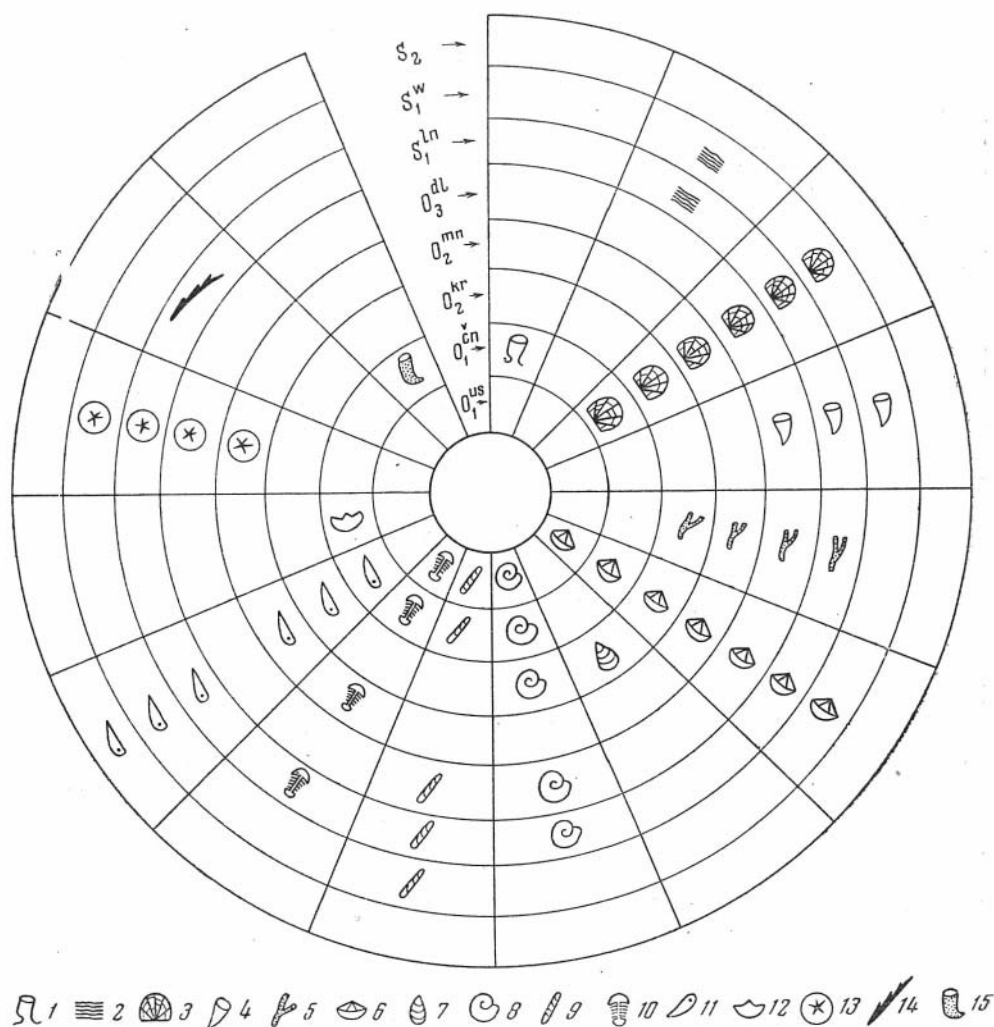 S₂ →
S₁ʷ →
S₁ˡⁿ →
O₃ᵈˡ →
O₂ᵐⁿ →
O₂ᵏʳ →
O₁ᶜ̌ⁿ →
O₁ᵘˢ →
1 2 3 4 5 6 7 8 9 10 11 12 13 14 15